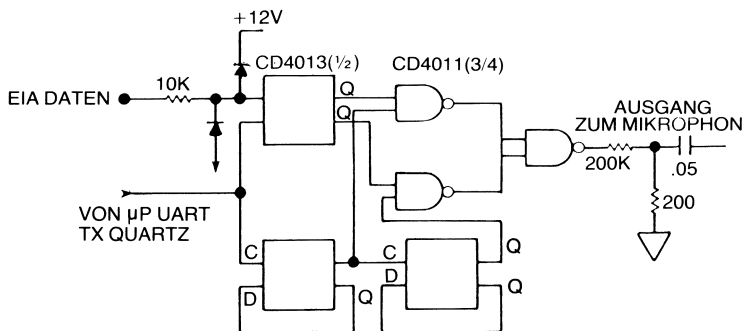 +12V
CD4013(½)
CD4011(3/4)
10K
EIA DATEN
Q
Q
AUSGANG
ZUM MIKROPHON
200K
.05
200
VON µP UART
TX QUARTZ
C
D
Q
C
D
Q
Q